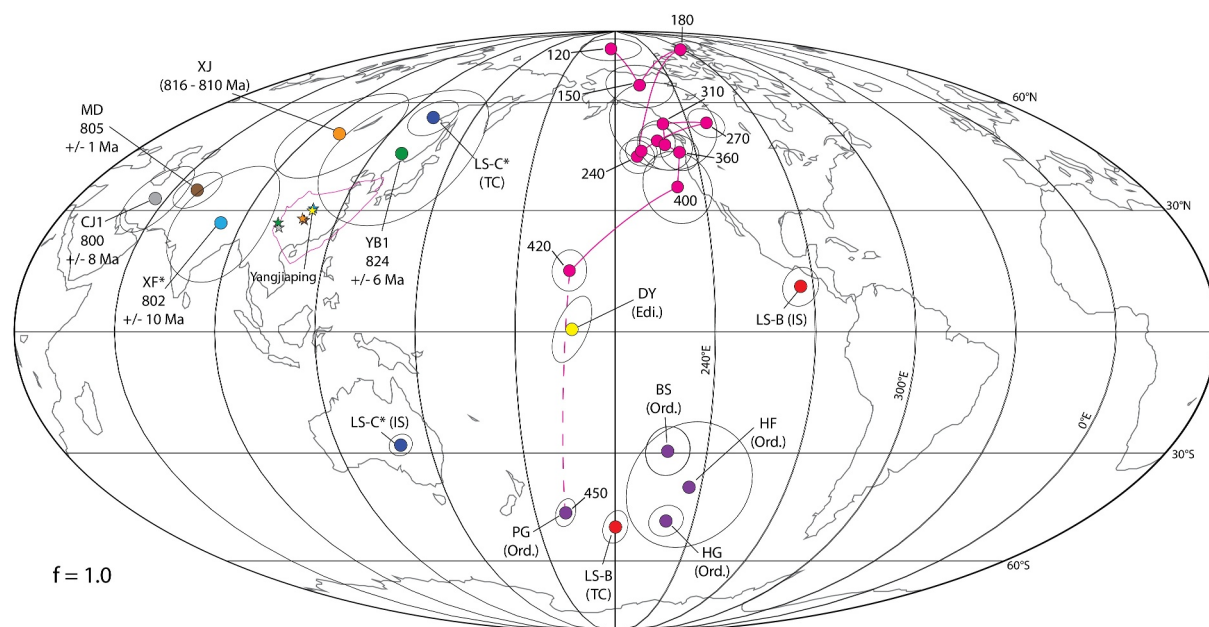 180
120
XJ
(816 - 810 Ma)
150
310
60°N
MD
805
+/- 1 Ma
270
LS-C*
(TC)
240
360
400
30°N
CJ1
800
+/- 8 Ma
YB1
824
+/- 6 Ma
420
Yangjiaping
XF*
802
+/- 10 Ma
DY
(Edi.)
LS-B (IS)
240°E
300°E
0°E
BS
(Ord.)
LS-C* (IS)
HF
(Ord.)
30°S
450
PG
(Ord.)
HG
(Ord.)
LS-B
(TC)
60°S
f = 1.0